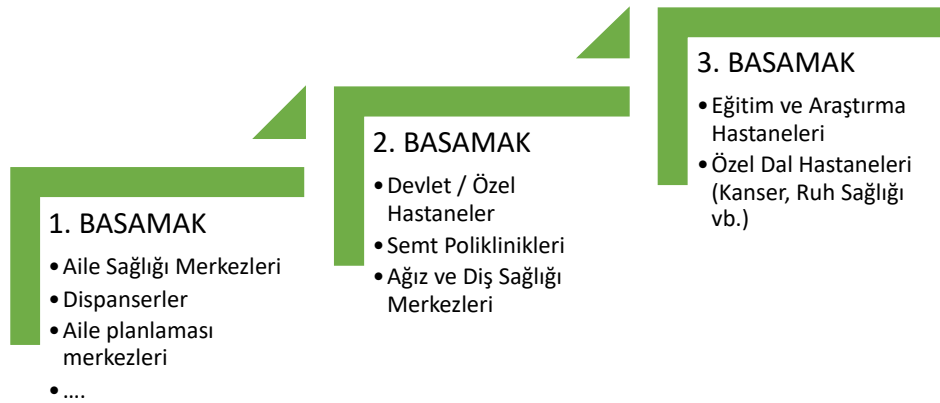 1. BASAMAK
• Aile Sağlığı Merkezleri
• Dispanserler
• Aile planlaması
merkezleri
• ....
2. BASAMAK
• Devlet / Özel
Hastaneler
• Semt Poliklinikleri
• Ağız ve Diş Sağlığı
Merkezleri
3. BASAMAK
• Eğitim ve Araştırma
Hastaneleri
• Özel Dal Hastaneleri
(Kanser, Ruh Sağlığı
vb.)